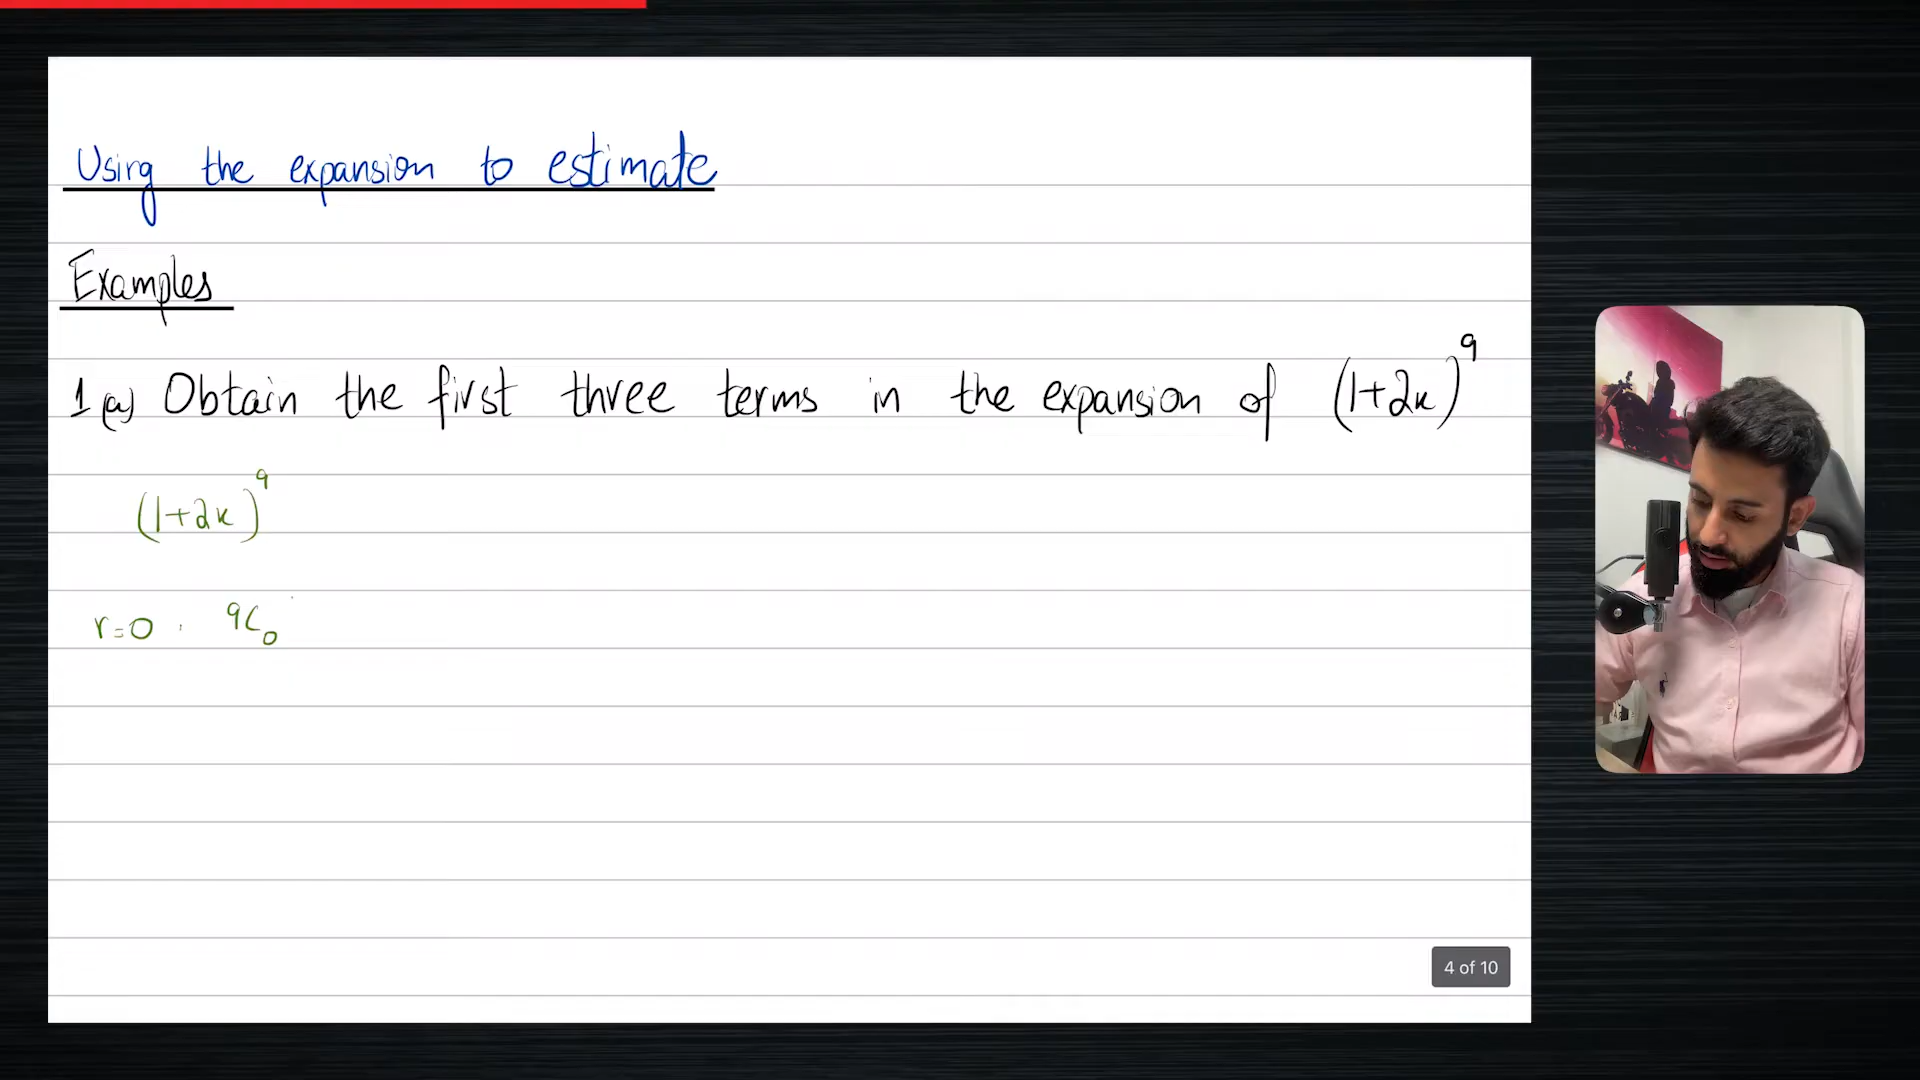 Using the expansion to estimate
Examples
1 (a) Obtain the first three terms in the expansion of (1+2x)⁹
(1+2x)⁹
r=0 . ⁹C₀
4 of 10